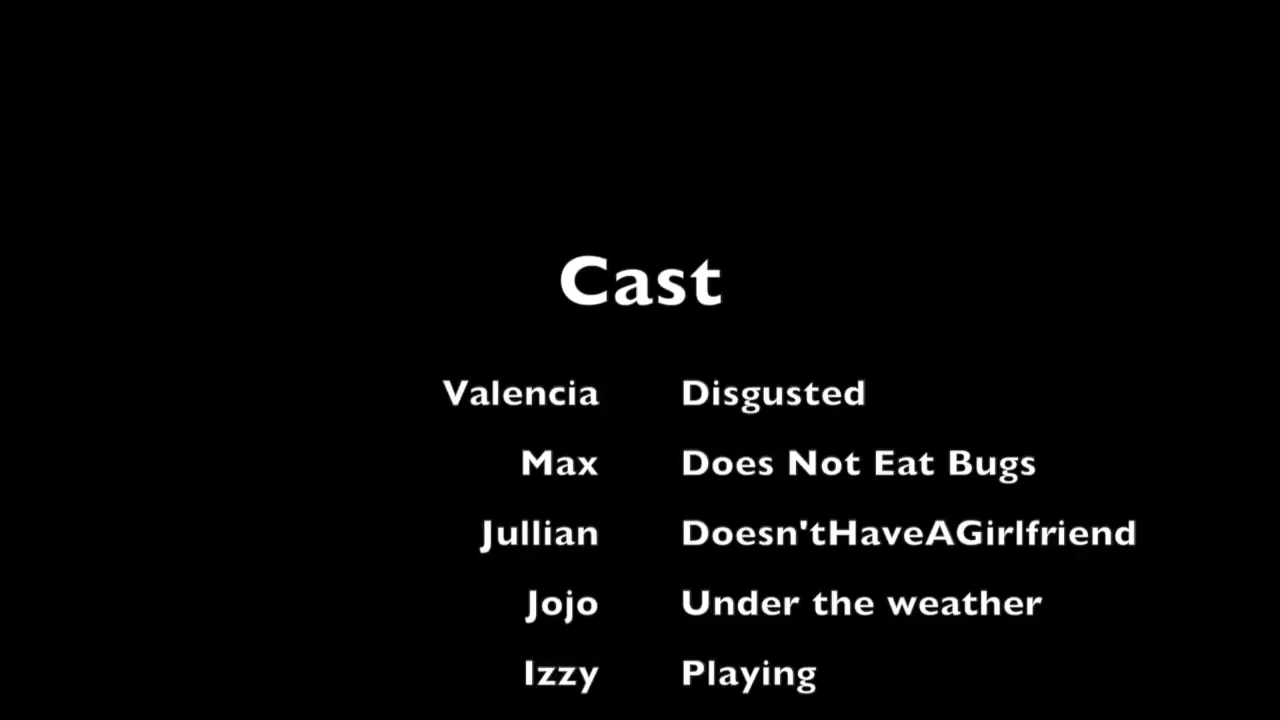 Cast
Valencia Disgusted
Max Does Not Eat Bugs
Jullian Doesn'tHaveAGirlfriend
Jojo Under the weather
Izzy Playing